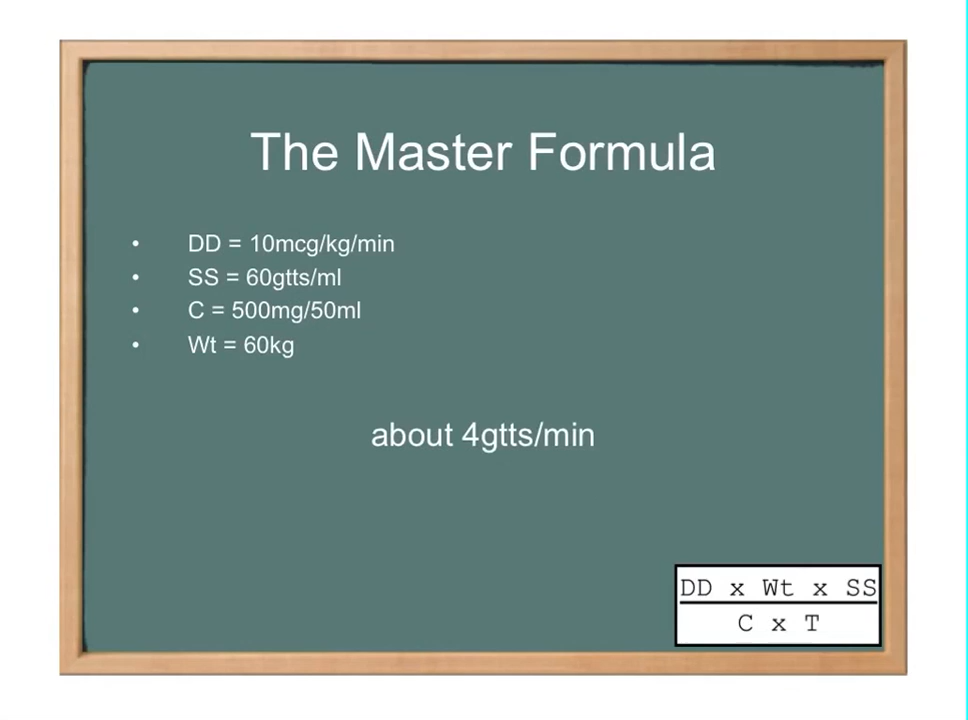 The Master Formula
• DD = 10mcg/kg/min
• SS = 60gtts/ml
• C = 500mg/50ml
• Wt = 60kg
about 4gtts/min
DD x Wt x SS
C x T